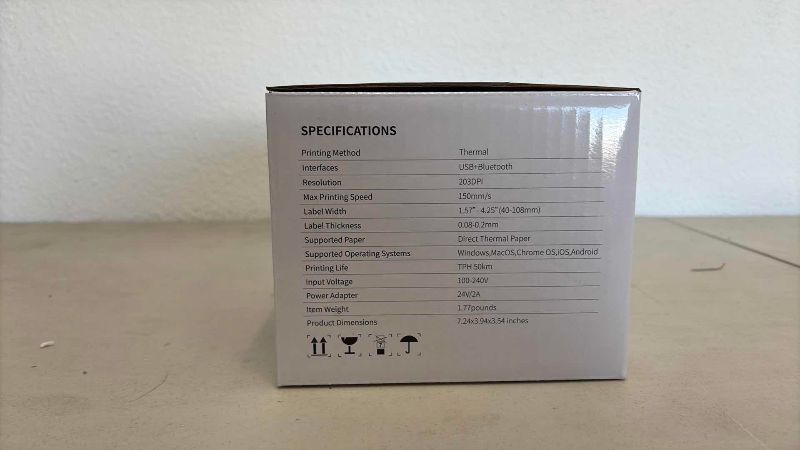 SPECIFICATIONS
Printing Method Thermal
Interfaces USB+Bluetooth
Resolution 203DPI
Max Printing Speed 150mm/s
Label Width 1.57" - 4.25"(40-108mm)
Label Thickness 0.08-0.2mm
Supported Paper Direct Thermal Paper
Supported Operating Systems Windows,MacOS,Chrome OS,iOS,Android
Printing Life TPH 50km
Input Voltage 100-240V
Power Adapter 24V/2A
Item Weight 1.77pounds
Product Dimensions 7.24x3.94x3.54 inches